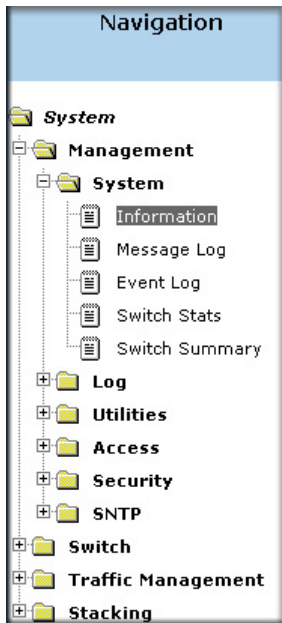 Navigation
System
Management
System
Information
Message Log
Event Log
Switch Stats
Switch Summary
Log
Utilities
Access
Security
SNTP
Switch
Traffic Management
Stacking